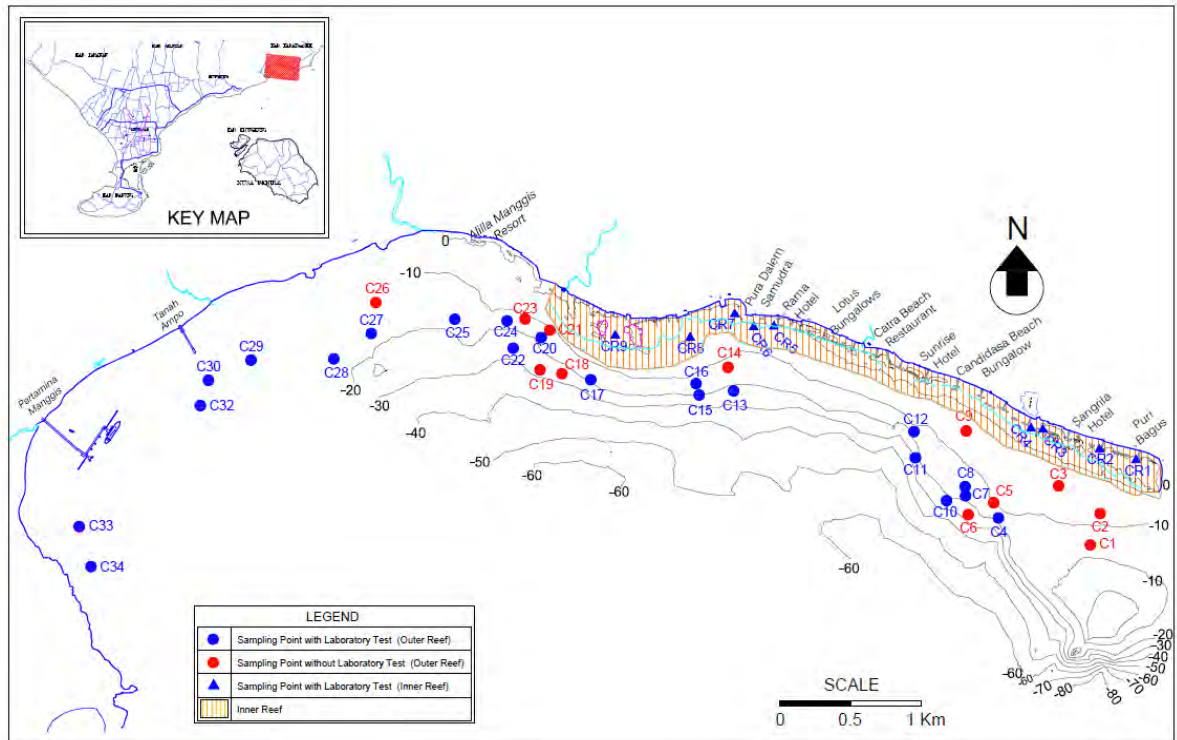 KEY MAP
N
Alilla Manggis
Resort
0
-10
Tanah
Ampo
Pertamina
Manggis
Pura Dalem
Samudra
Rama
Hotel
Lotus
Bungalows
Catra Beach
Restaurant
Sunrise
Hotel
Candidasa Beach
Bungalow
Sangrila
Hotel
Puri
Bagus
C26
C27
C25
C24
C23
C21
C20
C22
C19
C18
C17
C16
C15
C14
C13
C12
C11
C10
C9
C8
C7
C6
C5
C4
C3
C2
C1
C28
C29
C30
C32
C33
C34
CR9
CR8
CR7
CR6
CR5
CR4
CR3
CR2
CR1
-20
-30
-40
-50
-60
-60
-60
0
-10
-10
-20
-30
-40
-50
-60
-60
-60
-70
-80
-80
-70
LEGEND
Sampling Point with Laboratory Test (Outer Reef)
Sampling Point without Laboratory Test (Outer Reef)
Sampling Point with Laboratory Test (Inner Reef)
Inner Reef
SCALE
0 0.5 1 Km